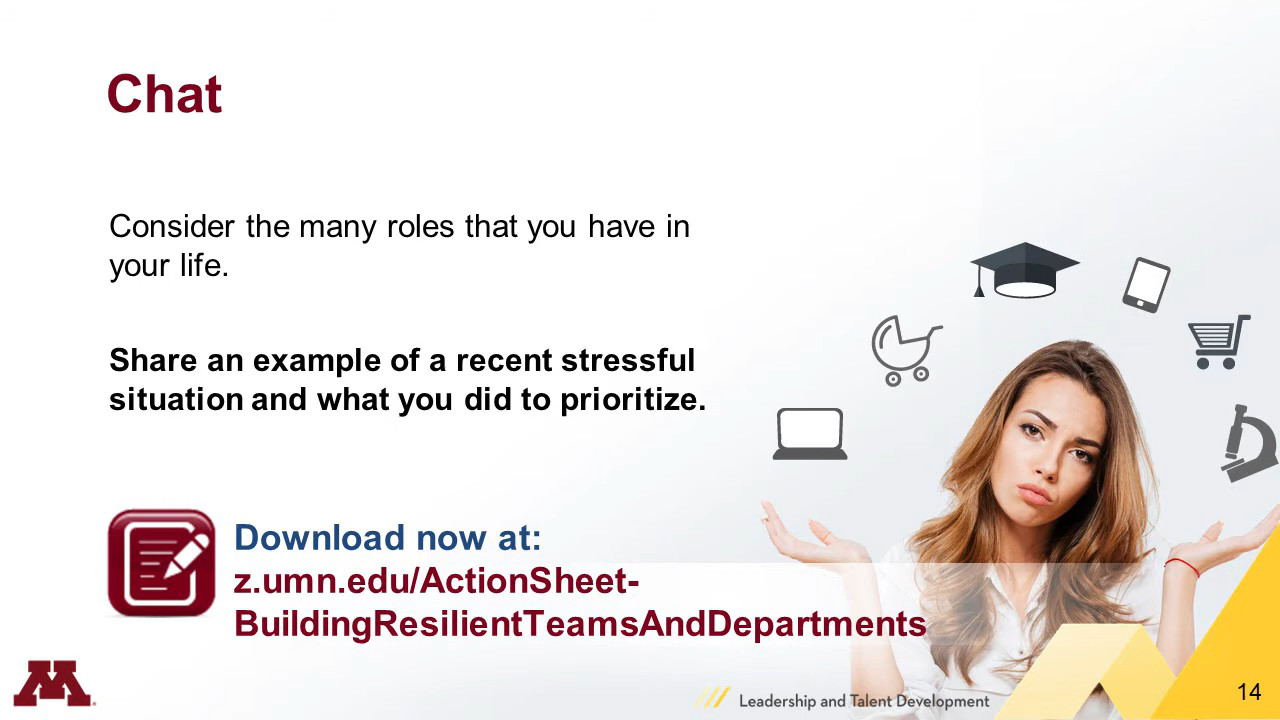 Chat
Consider the many roles that you have in
your life.
Share an example of a recent stressful
situation and what you did to prioritize.
Download now at:
z.umn.edu/ActionSheet-
BuildingResilientTeamsAndDepartments
M
Leadership and Talent Development
14